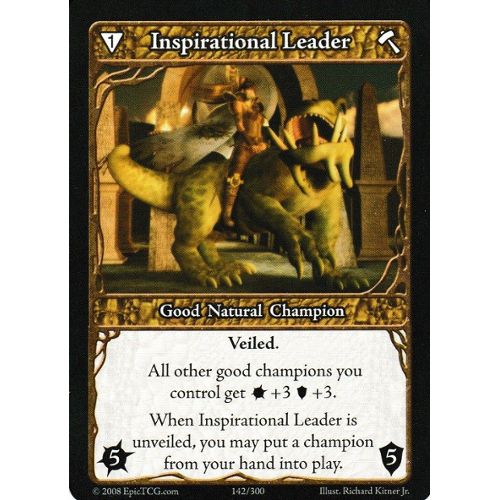 1 Inspirational Leader
Good Natural Champion
Veiled.
All other good champions you
control get +3 +3.
When Inspirational Leader is
unveiled, you may put a champion
from your hand into play.
5
5
© 2008 EpicTCG.com 142/300 Illust. Richard Kitner Jr.